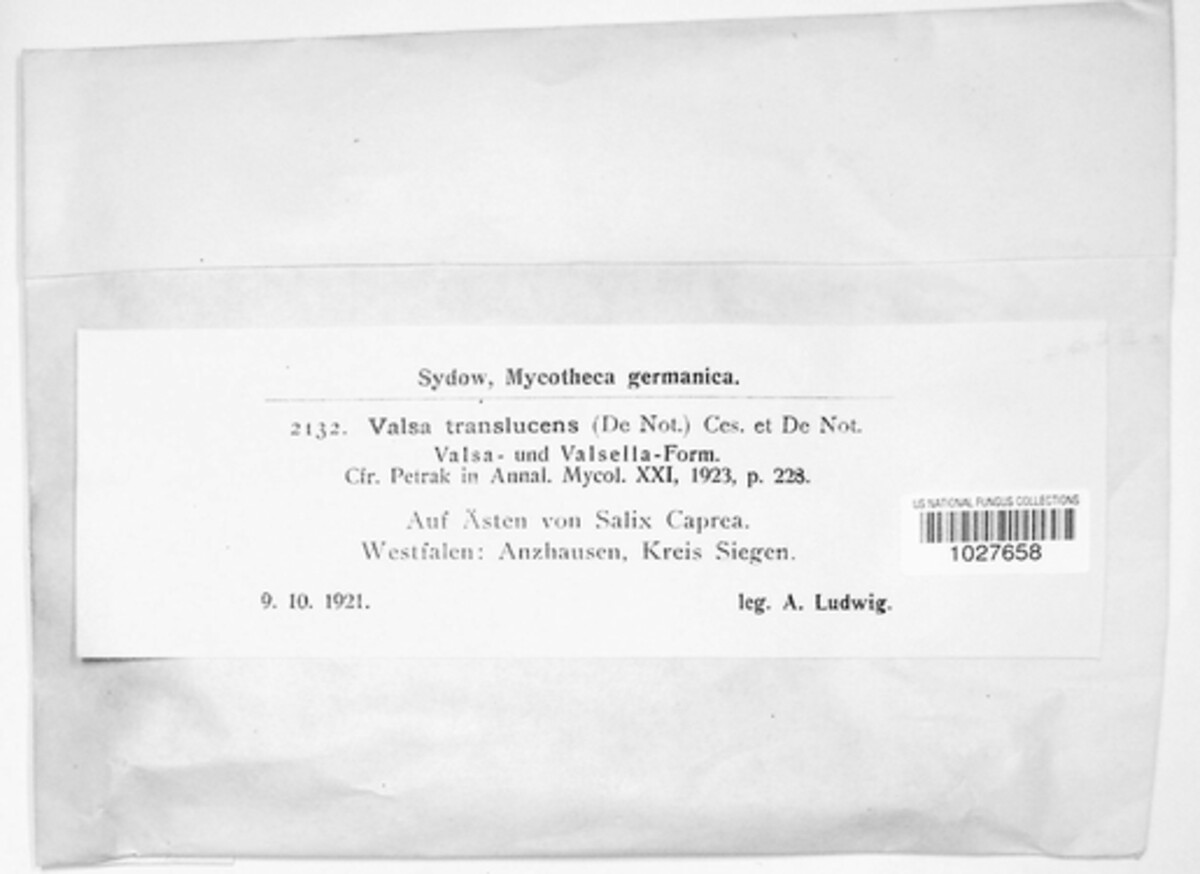 Sydow, Mycotheca germanica.
2132. Valsa translucens (De Not.) Ces. et De Not.
Valsa- und Valsella-Form.
Cfr. Petrak in Annal. Mycol. XXI, 1923, p. 228.
Auf Ästen von Salix Caprea.
Westfalen: Anzhausen, Kreis Siegen.
9. 10. 1921. leg. A. Ludwig.
US NATIONAL FUNGUS COLLECTIONS
1027658